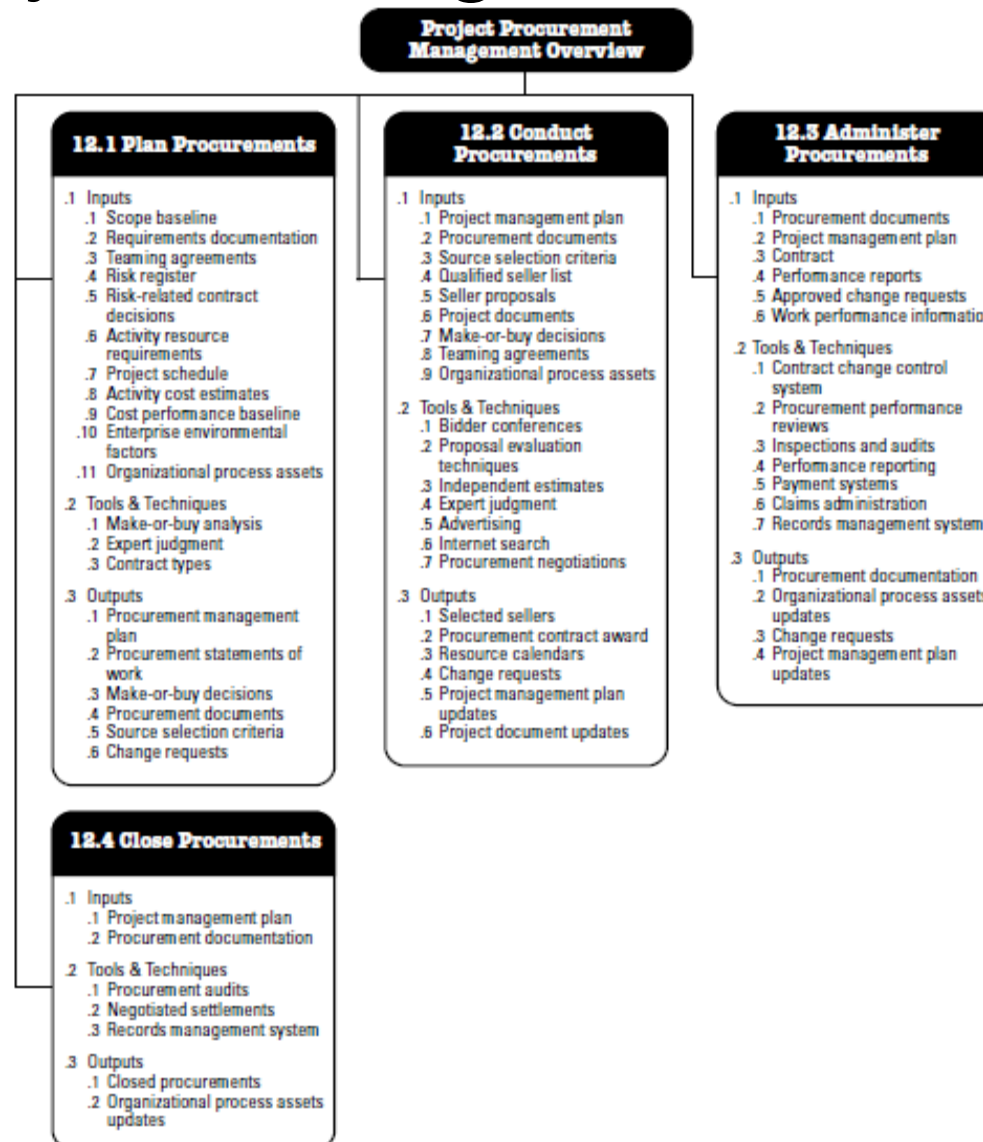 Project Procurement
Management Overview
12.1 Plan Procurements
.1 Inputs
.1 Scope baseline
.2 Requirements documentation
.3 Teaming agreements
.4 Risk register
.5 Risk-related contract
decisions
.6 Activity resource
requirements
.7 Project schedule
.8 Activity cost estimates
.9 Cost performance baseline
.10 Enterprise environmental
factors
.11 Organizational process assets
.2 Tools & Techniques
.1 Make-or-buy analysis
.2 Expert judgment
.3 Contract types
.3 Outputs
.1 Procurement management
plan
.2 Procurement statements of
work
.3 Make-or-buy decisions
.4 Procurement documents
.5 Source selection criteria
.6 Change requests
12.2 Conduct
Procurements
.1 Inputs
.1 Project management plan
.2 Procurement documents
.3 Source selection criteria
.4 Qualified seller list
.5 Seller proposals
.6 Project documents
.7 Make-or-buy decisions
.8 Teaming agreements
.9 Organizational process assets
.2 Tools & Techniques
.1 Bidder conferences
.2 Proposal evaluation
techniques
.3 Independent estimates
.4 Expert judgment
.5 Advertising
.6 Internet search
.7 Procurement negotiations
.3 Outputs
.1 Selected sellers
.2 Procurement contract award
.3 Resource calendars
.4 Change requests
.5 Project management plan
updates
.6 Project document updates
12.3 Administer
Procurements
.1 Inputs
.1 Procurement documents
.2 Project management plan
.3 Contract
.4 Performance reports
.5 Approved change requests
.6 Work performance informatio
.2 Tools & Techniques
.1 Contract change control
system
.2 Procurement performance
reviews
.3 Inspections and audits
.4 Performance reporting
.5 Payment systems
.6 Claims administration
.7 Records management system
.3 Outputs
.1 Procurement documentation
.2 Organizational process assets
updates
.3 Change requests
.4 Project management plan
updates
12.4 Close Procurements
.1 Inputs
.1 Project management plan
.2 Procurement documentation
.2 Tools & Techniques
.1 Procurement audits
.2 Negotiated settlements
.3 Records management system
.3 Outputs
.1 Closed procurements
.2 Organizational process assets
updates